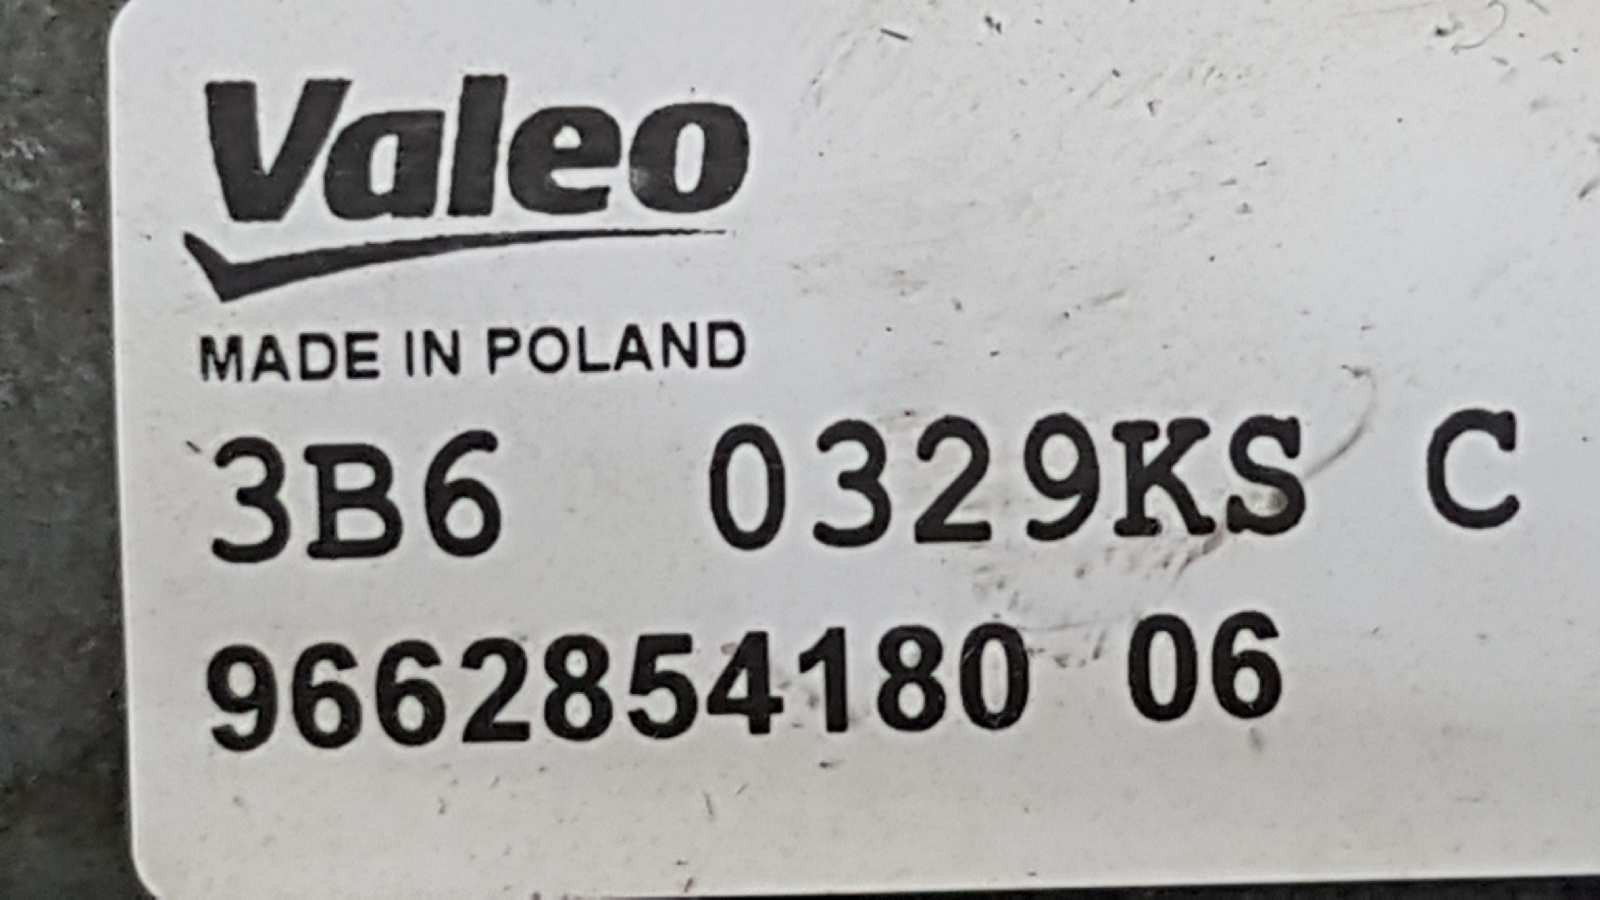 Valeo
MADE IN POLAND
3B6 0329KS C
9662854180 06